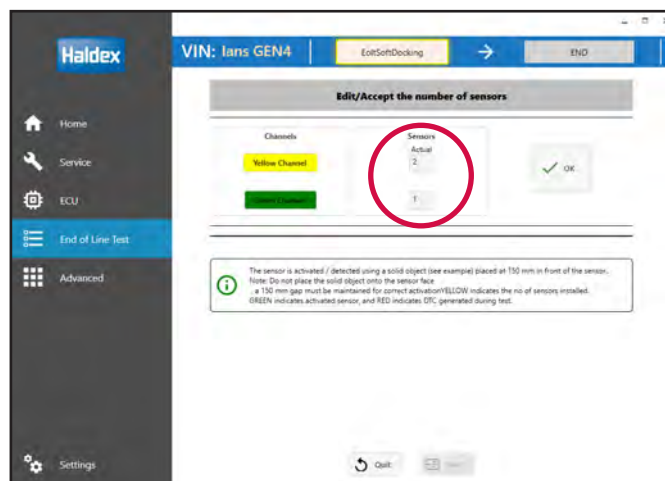 Haldex
VIN: Ians GEN4
EoltSoftDocking
END
Edit/Accept the number of sensors
Home
Service
ECU
End of Line Test
Advanced
Settings
Channels
Sensors
Actual
Yellow Channel
2
Channel
1
OK
The sensor is activated / detected using a solid object (see example) placed at 150 mm in front of the sensor.
Note: Do not place the solid object onto the sensor face
. a 150 mm gap must be maintained for correct activationYELLOW indicates the no of sensors installed.
GREEN indicates activated sensor, and RED indicates DTC generated during test.
Quit